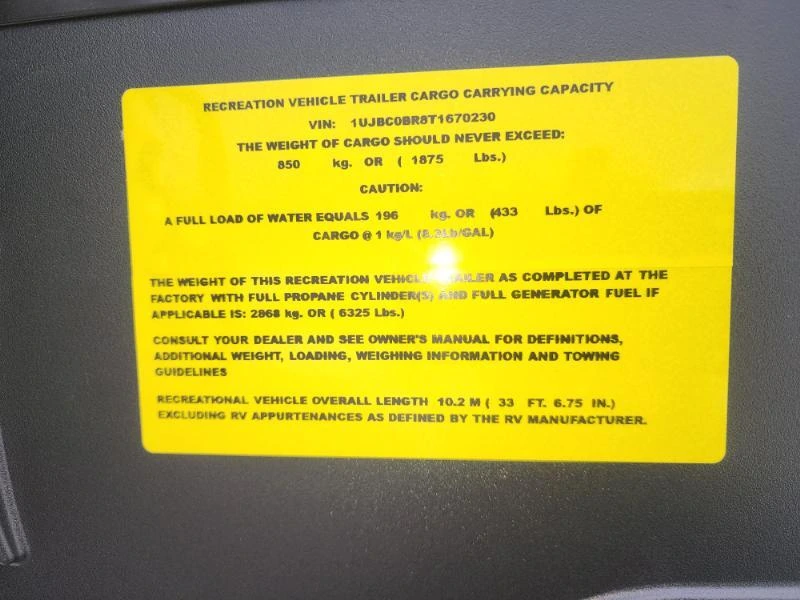 RECREATION VEHICLE TRAILER CARGO CARRYING CAPACITY
VIN: 1UJBC0BR8T1670230
THE WEIGHT OF CARGO SHOULD NEVER EXCEED:
850 kg. OR ( 1875 Lbs.)
CAUTION:
A FULL LOAD OF WATER EQUALS 196 kg. OR (433 Lbs.) OF
CARGO @ 1 kg/L (8.3Lb/GAL)
THE WEIGHT OF THIS RECREATION VEHICLE TRAILER AS COMPLETED AT THE
FACTORY WITH FULL PROPANE CYLINDER(S) AND FULL GENERATOR FUEL IF
APPLICABLE IS: 2868 kg. OR ( 6325 Lbs.)
CONSULT YOUR DEALER AND SEE OWNER'S MANUAL FOR DEFINITIONS,
ADDITIONAL WEIGHT, LOADING, WEIGHING INFORMATION AND TOWING
GUIDELINES
RECREATIONAL VEHICLE OVERALL LENGTH 10.2 M ( 33 FT. 6.75 IN.)
EXCLUDING RV APPURTENANCES AS DEFINED BY THE RV MANUFACTURER.